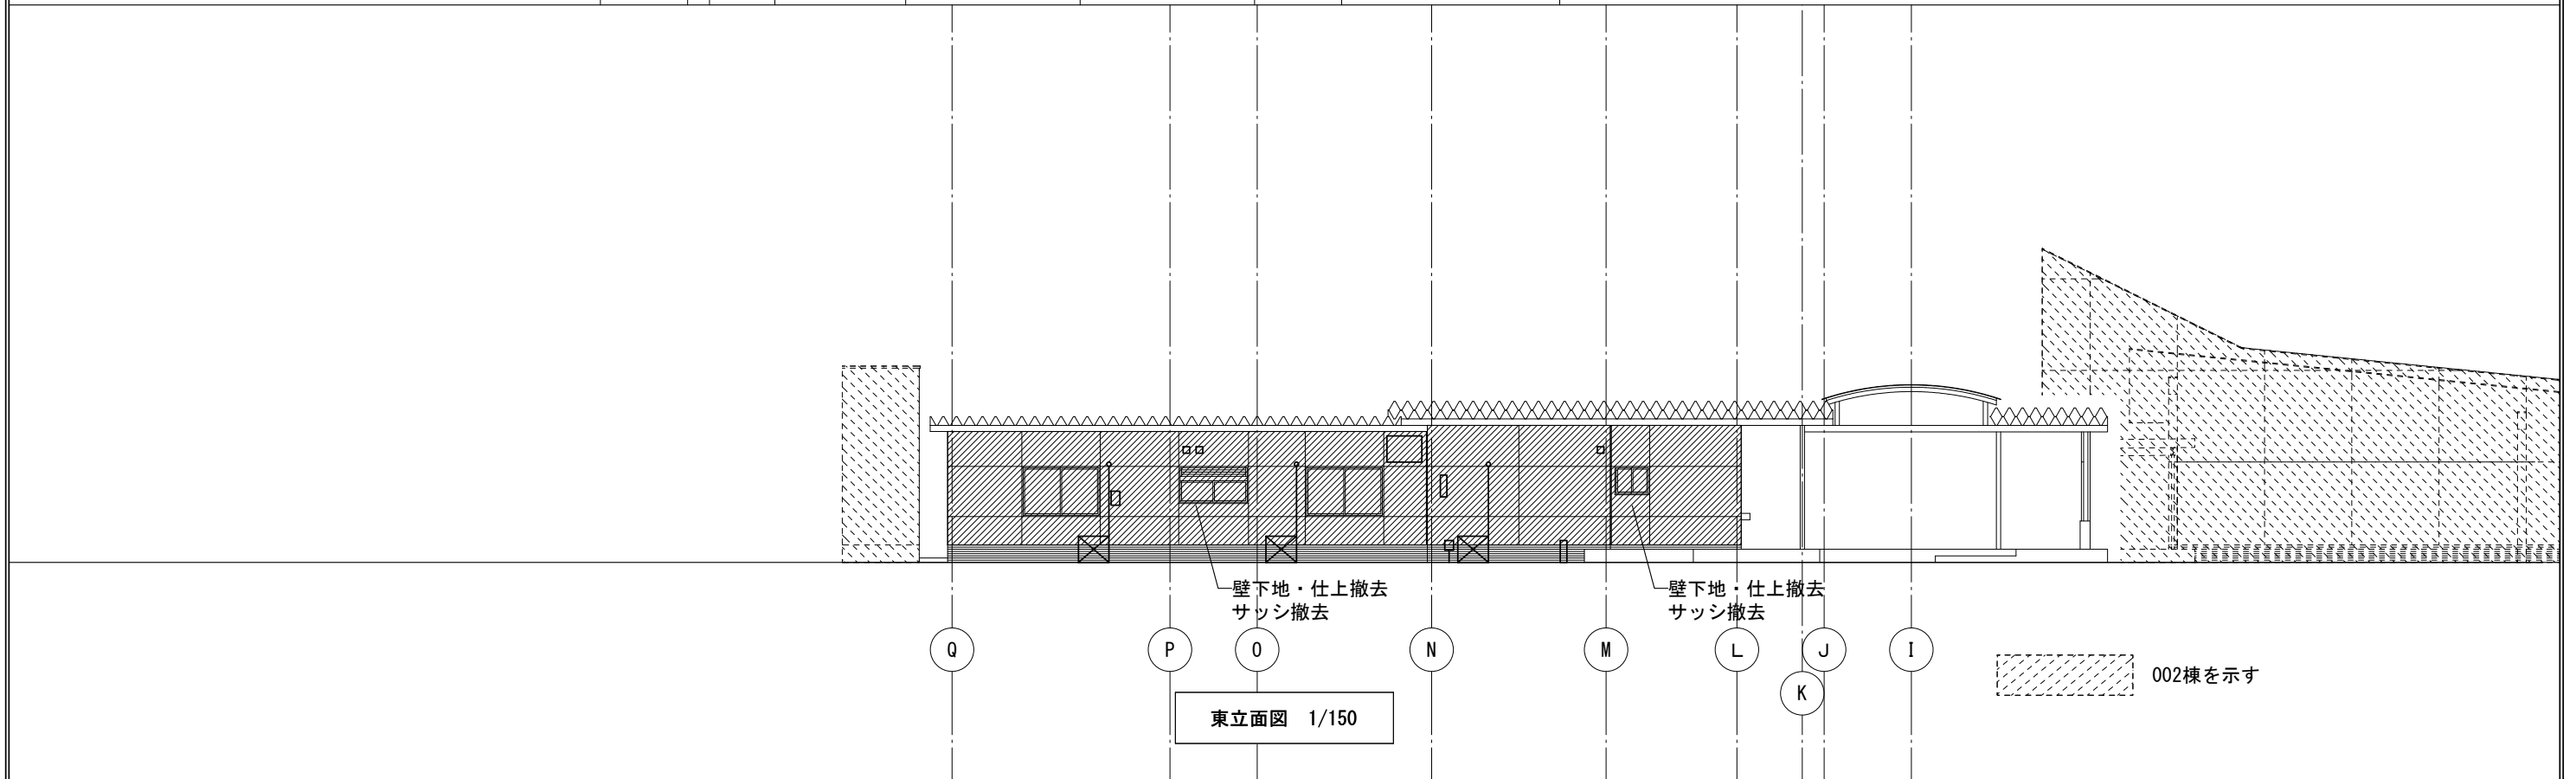 壁下地・仕上撤去
サッシ撤去
壁下地・仕上撤去
サッシ撤去
Q
P
O
N
M
L
J
I
K
002棟を示す
東立面図 1/150